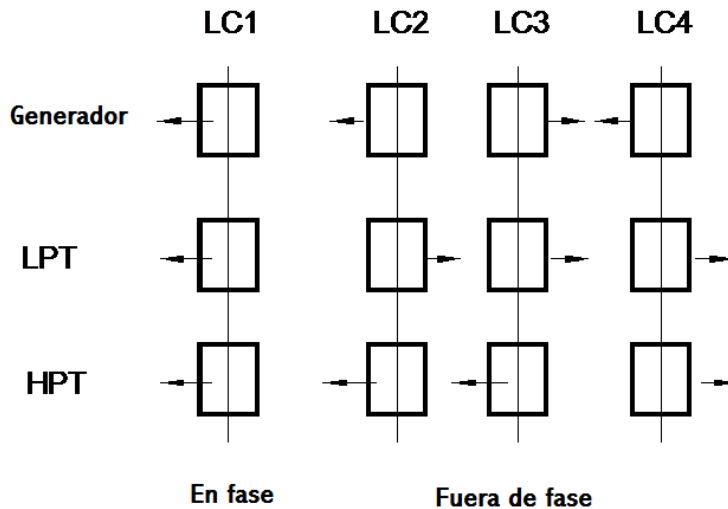 LC1 LC2 LC3 LC4
Generador
LPT
HPT
En fase Fuera de fase